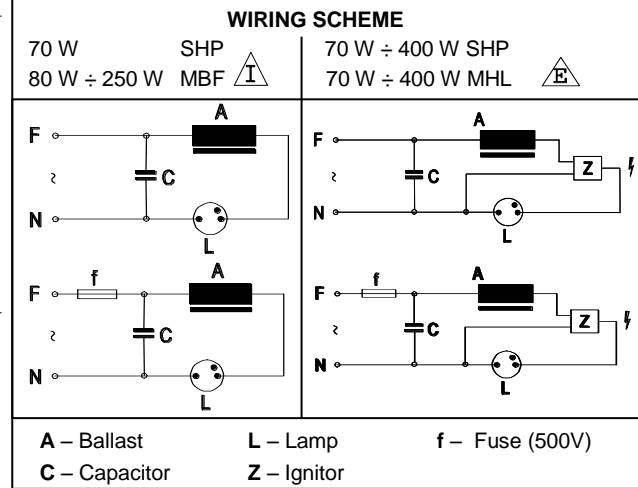 WIRING SCHEME
70 W SHP
80 W ÷ 250 W MBF I
70 W ÷ 400 W SHP
70 W ÷ 400 W MHL E
A
F
C
~
N
L
A
F
Z
C
~
N
L
f
A
F
C
~
N
L
f
A
F
Z
C
~
N
L
A – Ballast L – Lamp f – Fuse (500V)
C – Capacitor Z – Ignitor